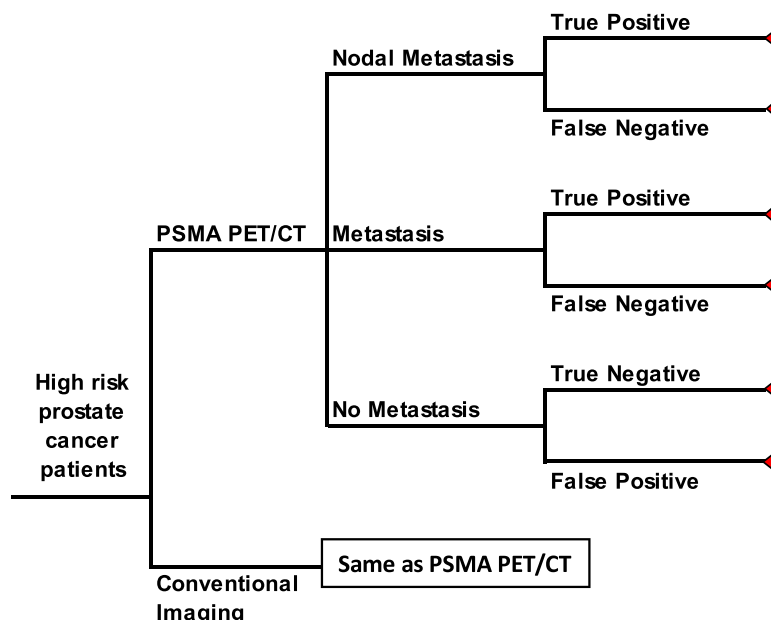 True Positive
Nodal Metastasis
False Negative
True Positive
PSMA PET/CT
Metastasis
False Negative
True Negative
High risk
prostate
cancer
patients
No Metastasis
False Positive
Same as PSMA PET/CT
Conventional
Imaging